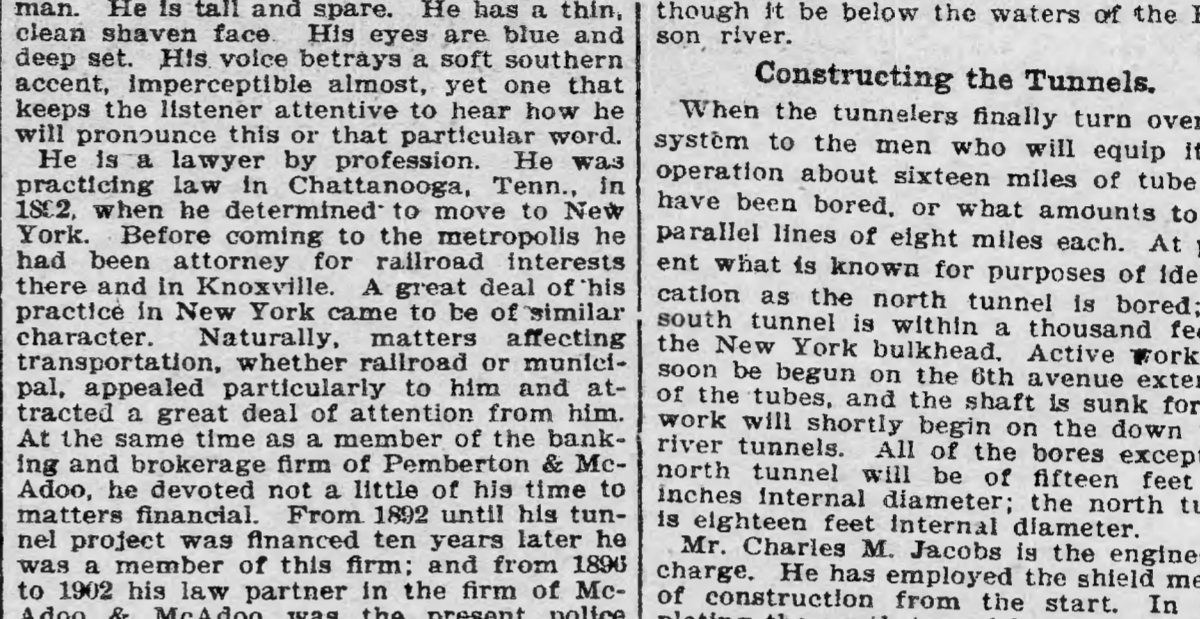 man. He is tall and spare. He has a thin,
clean shaven face. His eyes are blue and
deep set. His voice betrays a soft southern
accent, imperceptible almost, yet one that
keeps the listener attentive to hear how he
will pronounce this or that particular word.
He is a lawyer by profession. He was
practicing law in Chattanooga, Tenn., in
1892, when he determined to move to New
York. Before coming to the metropolis he
had been attorney for railroad interests
there and in Knoxville. A great deal of his
practice in New York came to be of similar
character. Naturally, matters affecting
transportation, whether railroad or munici-
pal, appealed particularly to him and at-
tracted a great deal of attention from him.
At the same time as a member of the bank-
ing and brokerage firm of Pemberton & Mc-
Adoo, he devoted not a little of his time to
matters financial. From 1892 until his tun-
nel project was financed ten years later he
was a member of this firm; and from 1896
to 1902 his law partner in the firm of Mc-
Adoo & McAdoo was the present police
though it be below the waters of the
son river.
Constructing the Tunnels.
When the tunnelers finally turn over
system to the men who will equip it
operation about sixteen miles of tube
have been bored, or what amounts to
parallel lines of eight miles each. At
ent what is known for purposes of ide
cation as the north tunnel is bored;
south tunnel is within a thousand fe
the New York bulkhead. Active work
soon be begun on the 6th avenue exten
of the tubes, and the shaft is sunk for
work will shortly begin on the down
river tunnels. All of the bores except
north tunnel will be of fifteen feet
inches internal diameter; the north tu
is eighteen feet internal diameter.
Mr. Charles M. Jacobs is the engine
charge. He has employed the shield me
of construction from the start. In